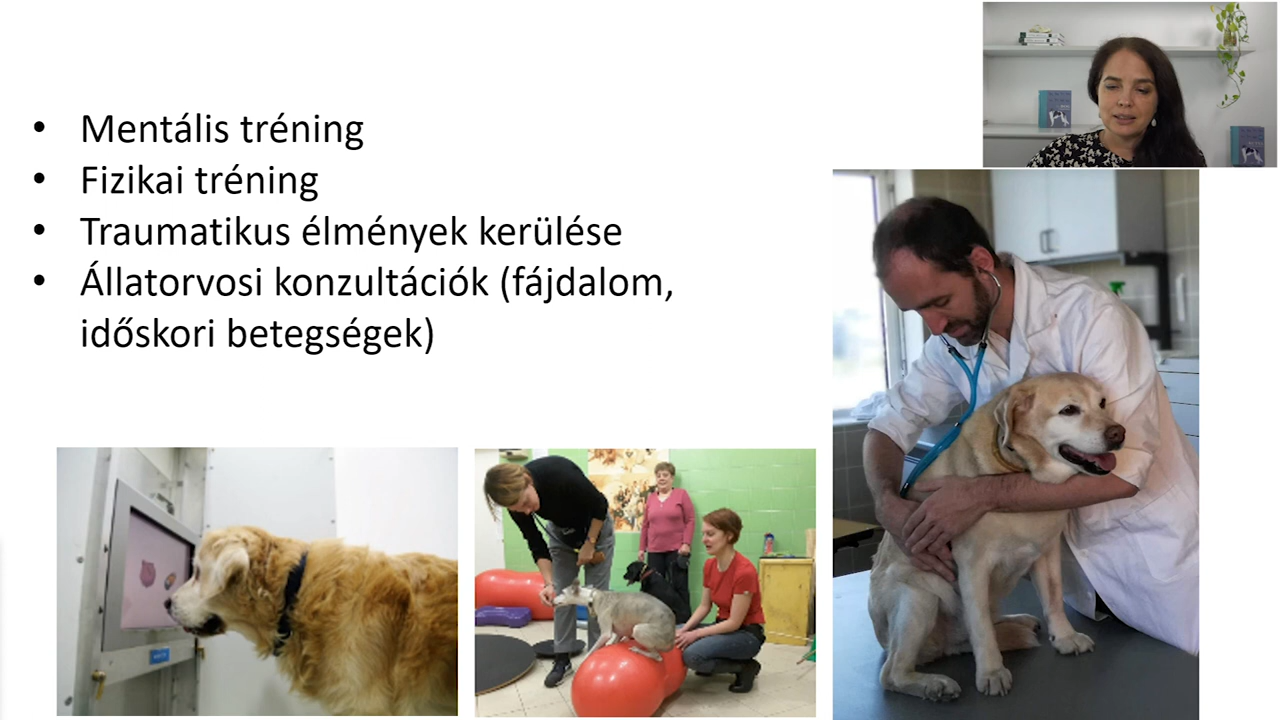 • Mentális tréning
• Fizikai tréning
• Traumatikus élmények kerülése
• Állatorvosi konzultációk (fájdalom,
időskori betegségek)